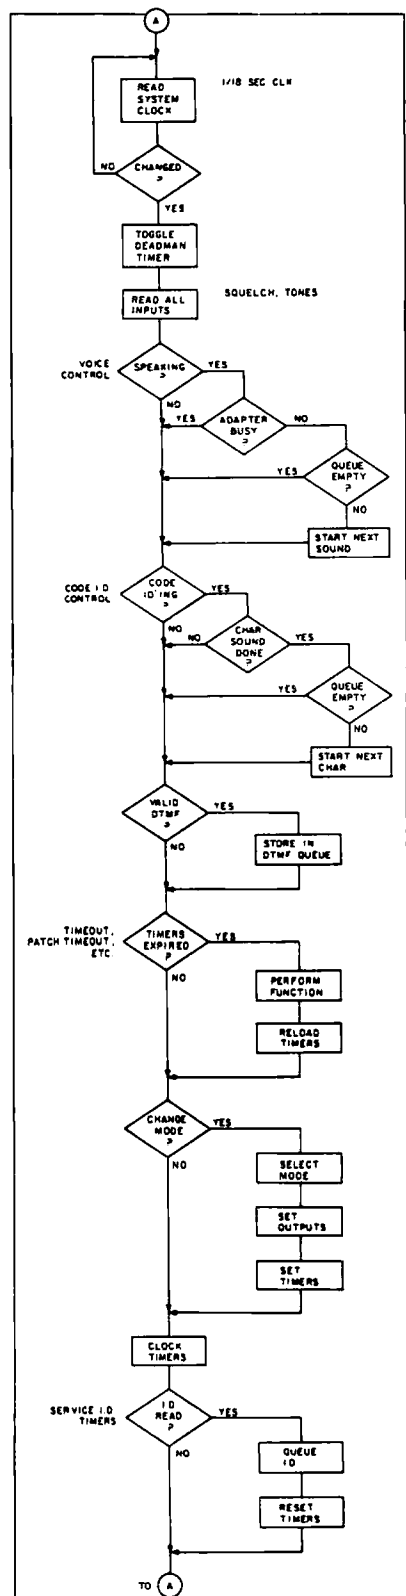 A
READ
SYSTEM
CLOCK
1/18 SEC CLK
CHANGED
?
NO
YES
TOGGLE
DEADMAN
TIMER
READ ALL
INPUTS
SQUELCH, TONES
VOICE
CONTROL
SPEAKING
?
YES
NO
ADAPTER
BUSY
?
YES
NO
QUEUE
EMPTY
?
YES
NO
START NEXT
SOUND
CODE I.D
CONTROL
CODE
ID'ING
?
YES
NO
CHAR
SOUND
DONE
?
NO
YES
QUEUE
EMPTY
?
YES
NO
START NEXT
CHAR
VALID
DTMF
?
YES
NO
STORE IN
DTMF QUEUE
TIMEOUT,
PATCH TIMEOUT,
ETC
TIMERS
EXPIRED
?
YES
NO
PERFORM
FUNCTION
RELOAD
TIMERS
CHANGE
MODE
?
YES
NO
SELECT
MODE
SET
OUTPUTS
SET
TIMERS
CLOCK
TIMERS
SERVICE I.D
TIMERS
I D
READ
?
YES
NO
QUEUE
ID
RESET
TIMERS
TO A